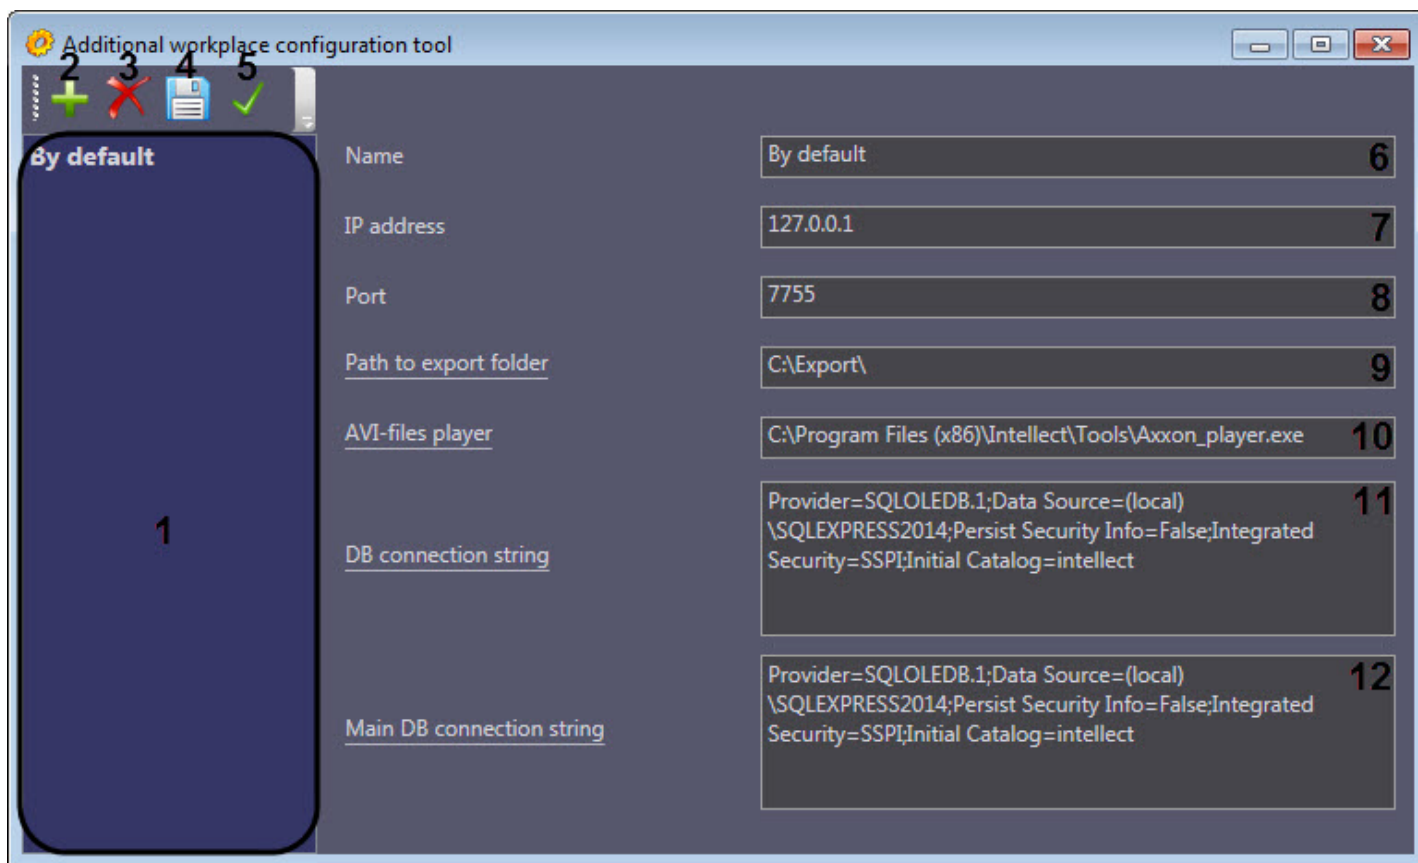 Additional workplace configuration tool
2 3 4 5
By default
1
Name
By default 6
IP address
127.0.0.1 7
Port
7755 8
Path to export folder
C:\Export\ 9
AVI-files player
C:\Program Files (x86)\Intellect\Tools\Axxon_player.exe 10
DB connection string
Provider=SQLOLEDB.1;Data Source=(local) 11
\SQLEXPRESS2014;Persist Security Info=False;Integrated
Security=SSPI;Initial Catalog=intellect
Main DB connection string
Provider=SQLOLEDB.1;Data Source=(local) 12
\SQLEXPRESS2014;Persist Security Info=False;Integrated
Security=SSPI;Initial Catalog=intellect